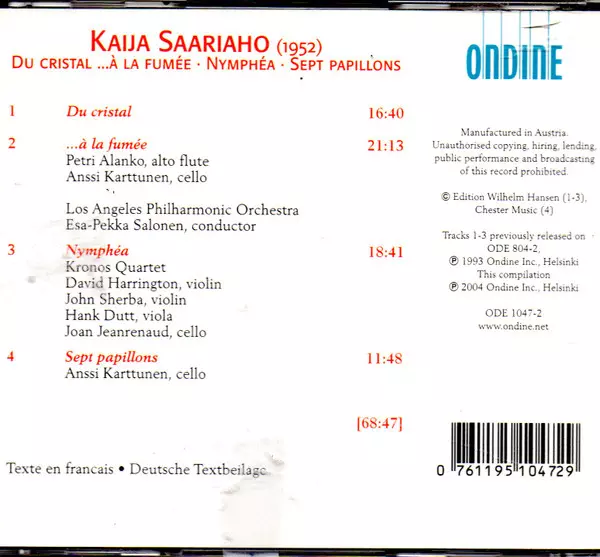 KAIJA SAARIAHO (1952)
DU CRISTAL ...À LA FUMÉE · NYMPHÉA · SEPT PAPILLONS
ONDINE
1 Du cristal 16:40
2 ...à la fumée 21:13
Petri Alanko, alto flute
Anssi Karttunen, cello
Los Angeles Philharmonic Orchestra
Esa-Pekka Salonen, conductor
3 Nymphéa 18:41
Kronos Quartet
David Harrington, violin
John Sherba, violin
Hank Dutt, viola
Joan Jeanrenaud, cello
4 Sept papillons 11:48
Anssi Karttunen, cello
[68:47]
Texte en francais • Deutsche Textbeilage
Manufactured in Austria.
Unauthorised copying, hiring, lending,
public performance and broadcasting
of this record prohibited.
© Edition Wilhelm Hansen (1-3),
Chester Music (4)
Tracks 1-3 previously released on
ODE 804-2,
℗ 1993 Ondine Inc., Helsinki
This compilation
℗ 2004 Ondine Inc., Helsinki
ODE 1047-2
www.ondine.net
0 761195 104729